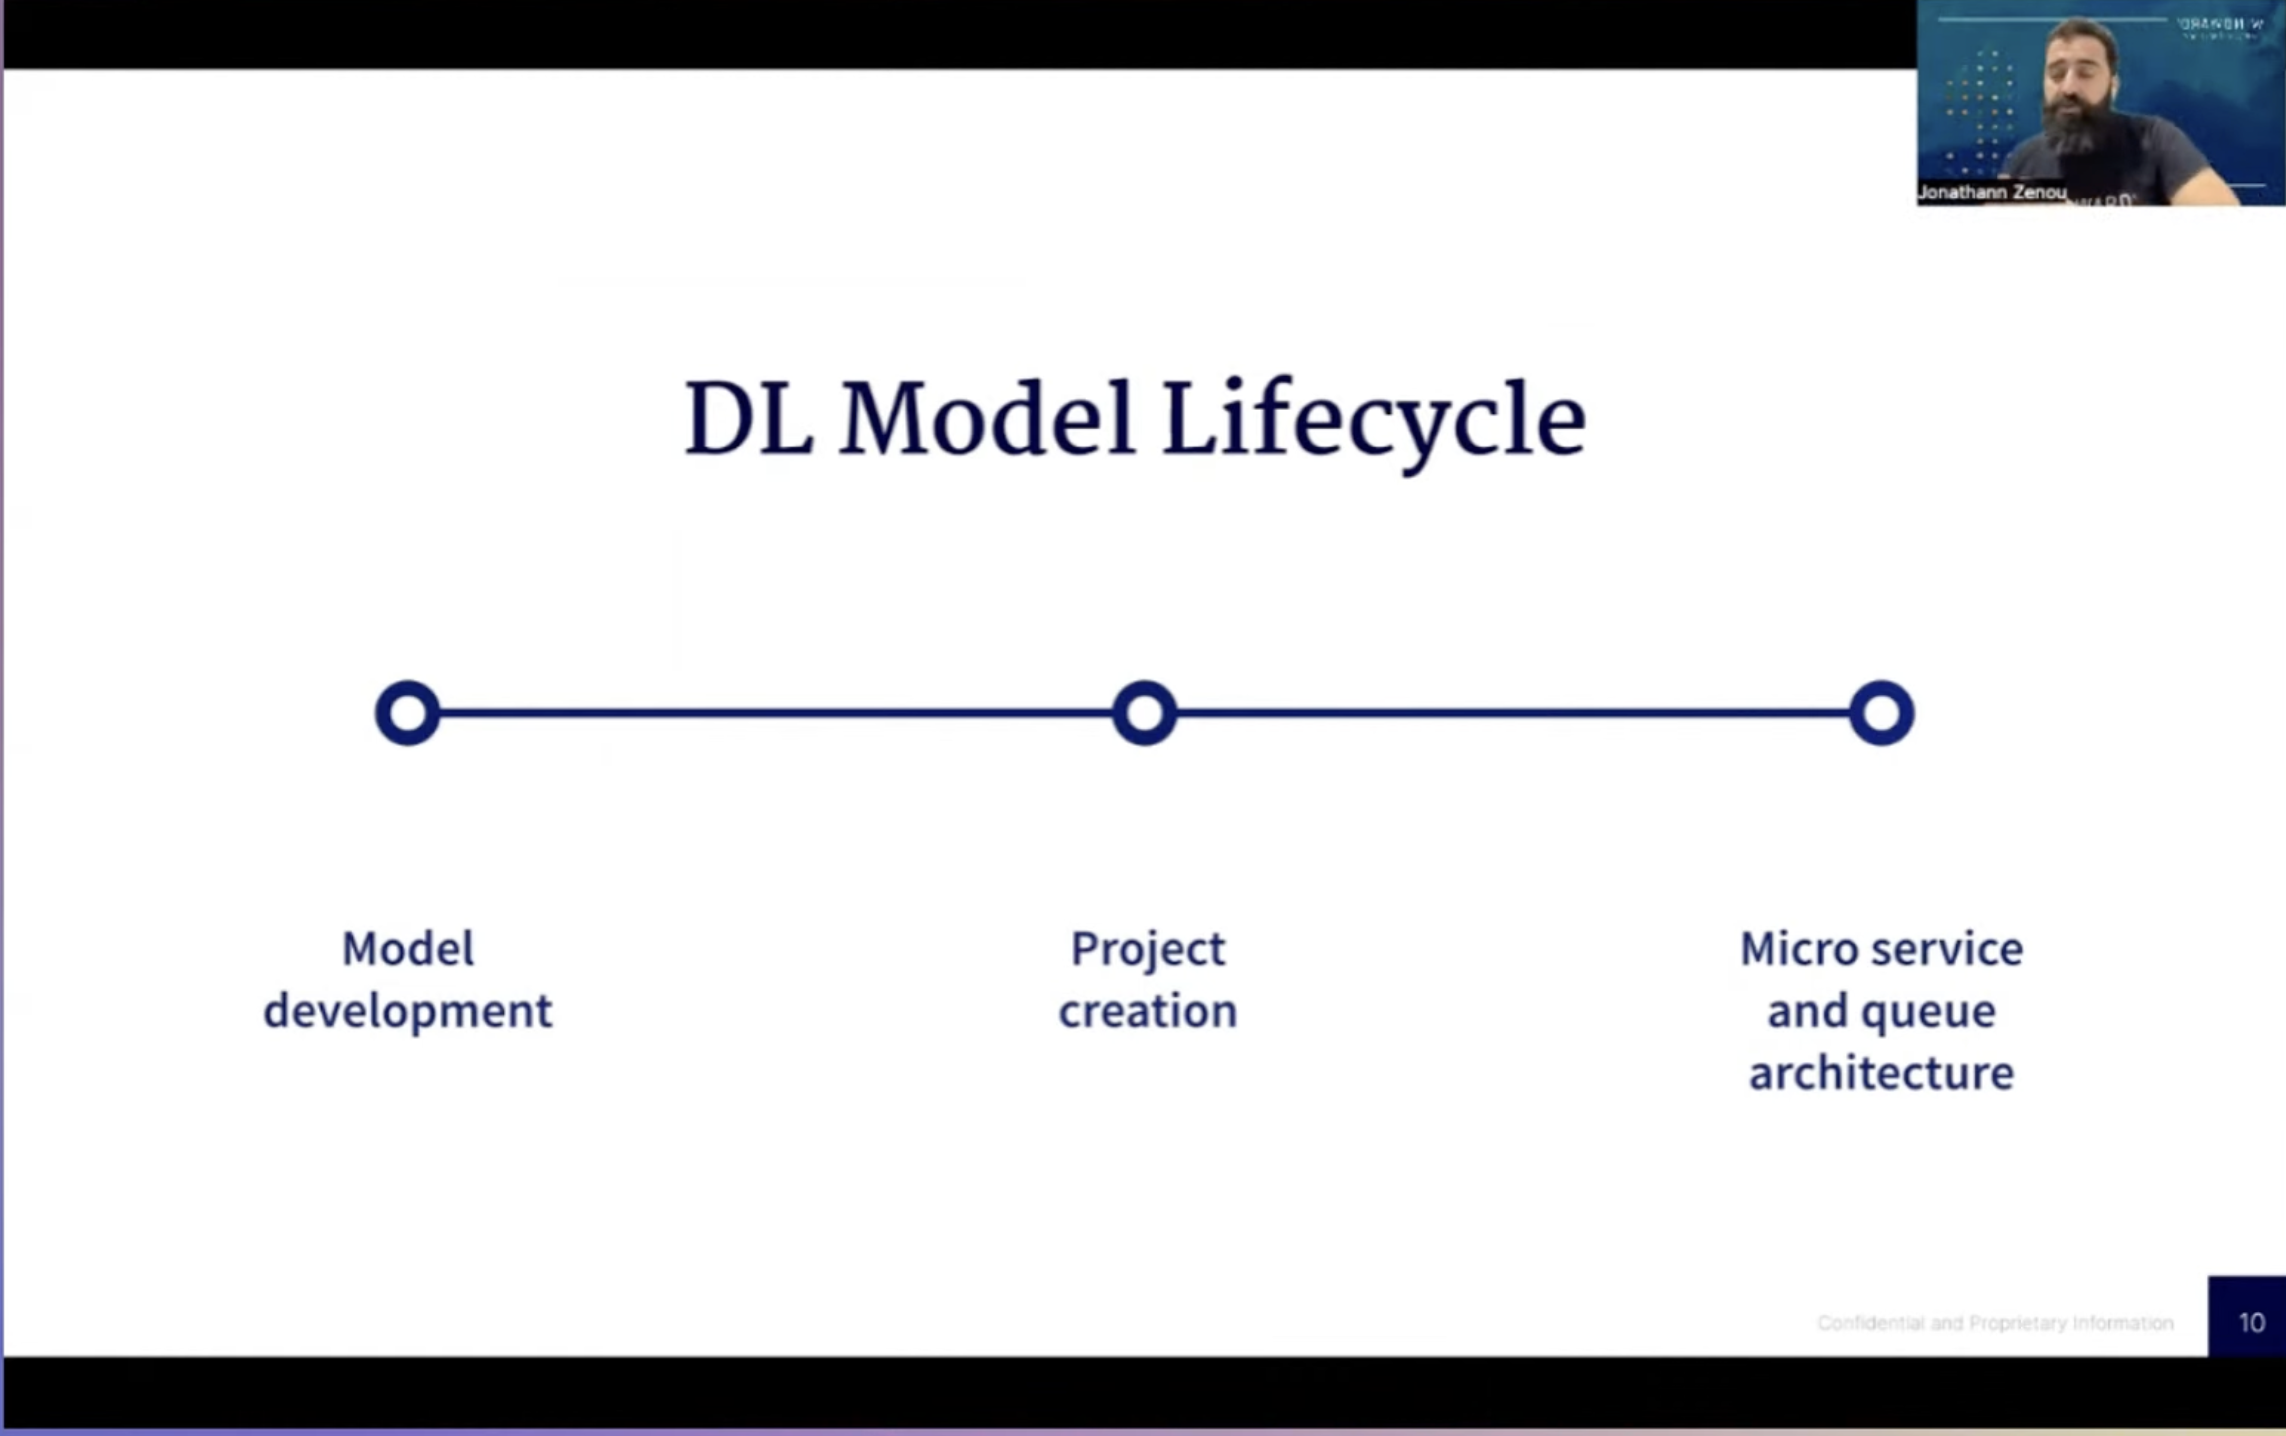 Jonathann Zenou
DL Model Lifecycle
Model
development
Project
creation
Micro service
and queue
architecture
Confidential and Proprietary Information
10